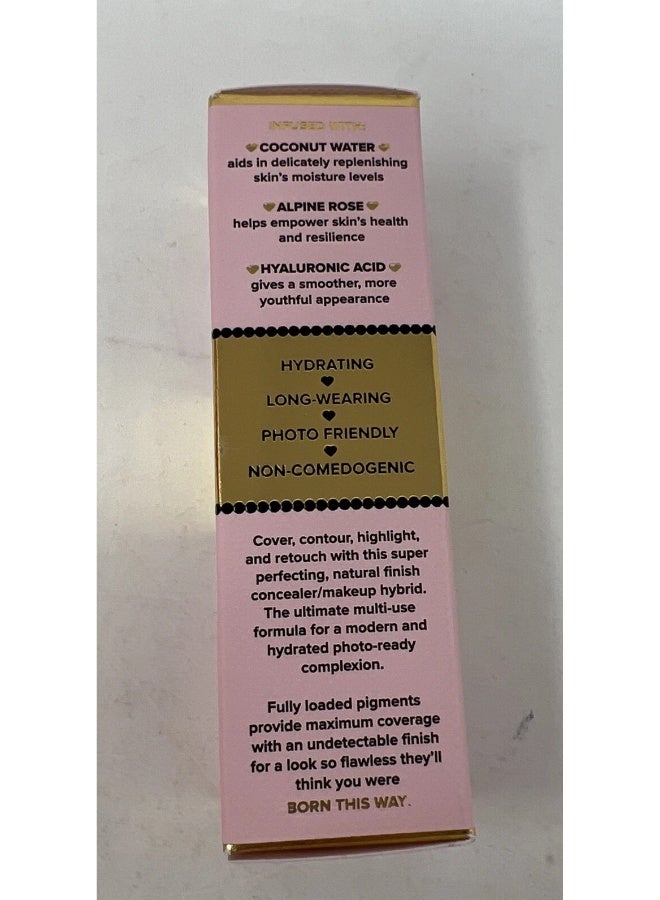 INFUSED WITH:
COCONUT WATER
aids in delicately replenishing
skin's moisture levels
ALPINE ROSE
helps empower skin's health
and resilience
HYALURONIC ACID
gives a smoother, more
youthful appearance
HYDRATING
LONG-WEARING
PHOTO FRIENDLY
NON-COMEDOGENIC
Cover, contour, highlight,
and retouch with this super
perfecting, natural finish
concealer/makeup hybrid.
The ultimate multi-use
formula for a modern and
hydrated photo-ready
complexion.
Fully loaded pigments
provide maximum coverage
with an undetectable finish
for a look so flawless they'll
think you were
BORN THIS WAY.